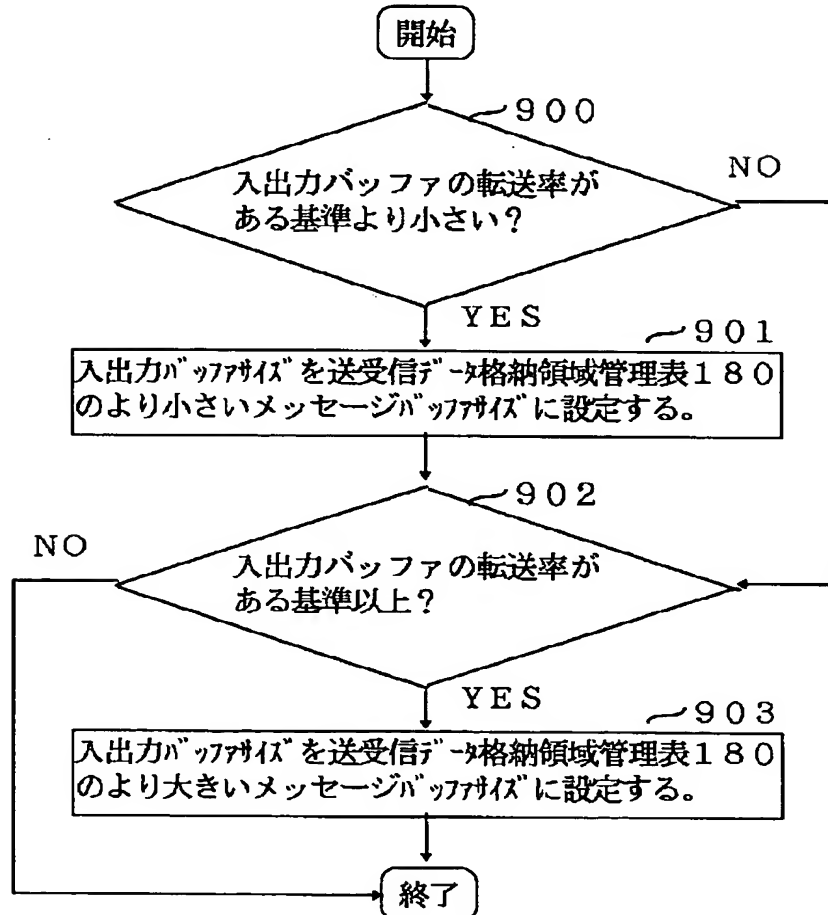 開始
900
入出力バッファの転送率が
ある基準より小さい?
NO
YES
901
入出力ﾊﾞｯﾌｧｻｲｽﾞを送受信ﾃﾞｰﾀ格納領域管理表180
のより小さいメッセージﾊﾞｯﾌｧｻｲｽﾞに設定する。
902
NO
入出力バッファの転送率が
ある基準以上?
YES
903
入出力ﾊﾞｯﾌｧｻｲｽﾞを送受信ﾃﾞｰﾀ格納領域管理表180
のより大きいメッセージﾊﾞｯﾌｧｻｲｽﾞに設定する。
終了